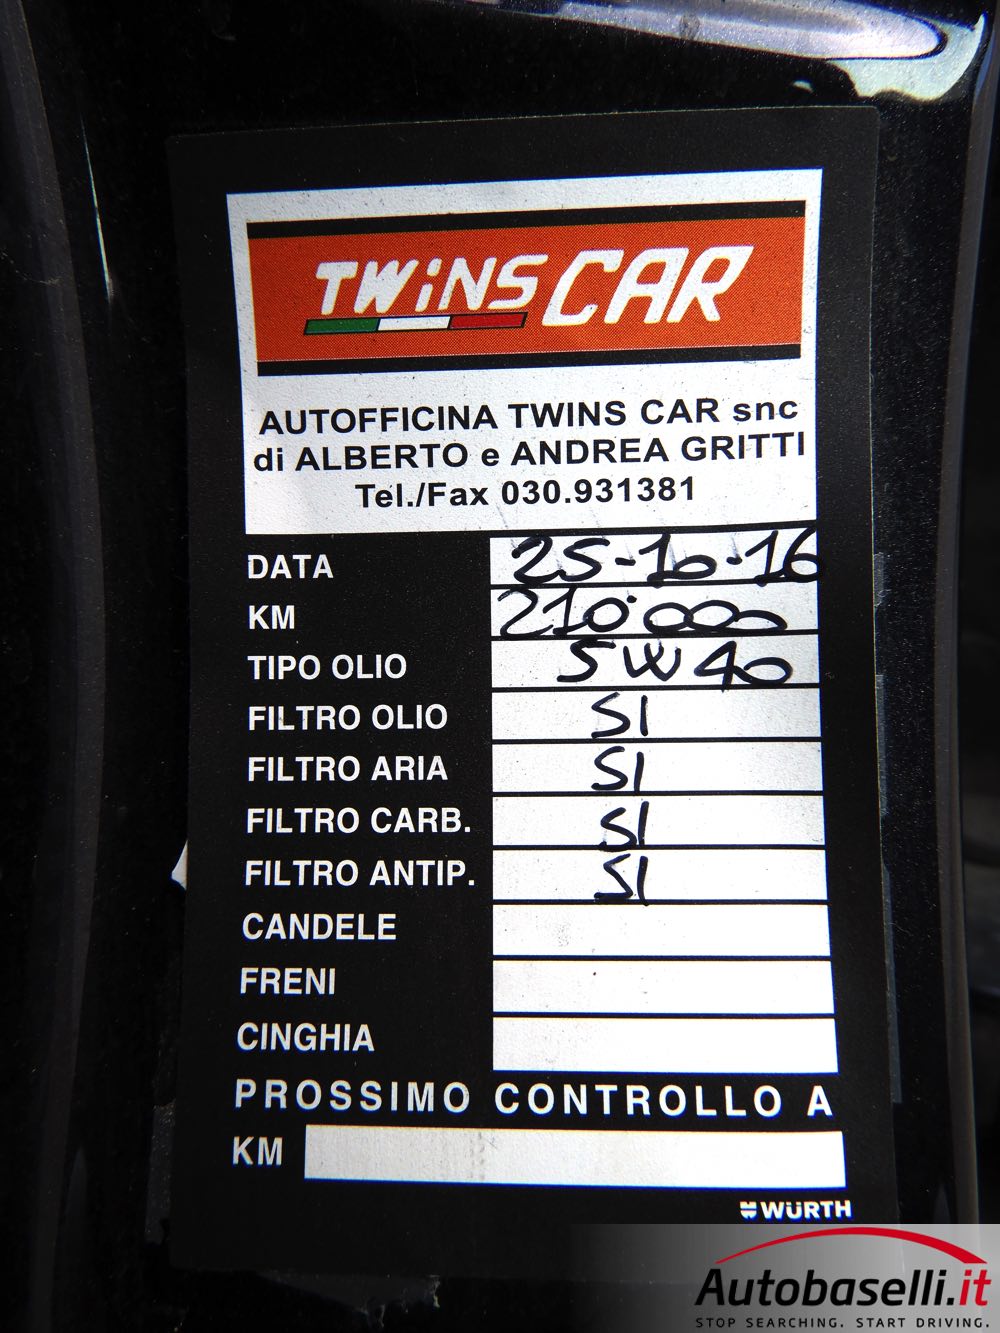 TWiNS CAR
AUTOFFICINA TWINS CAR snc
di ALBERTO e ANDREA GRITTI
Tel./Fax 030.931381
DATA 25-10-16
KM 210.000
TIPO OLIO 5W40
FILTRO OLIO SI
FILTRO ARIA SI
FILTRO CARB. SI
FILTRO ANTIP. SI
CANDELE
FRENI
CINGHIA
PROSSIMO CONTROLLO A
KM
WÜRTH
Autobaselli.it
STOP SEARCHING. START DRIVING.